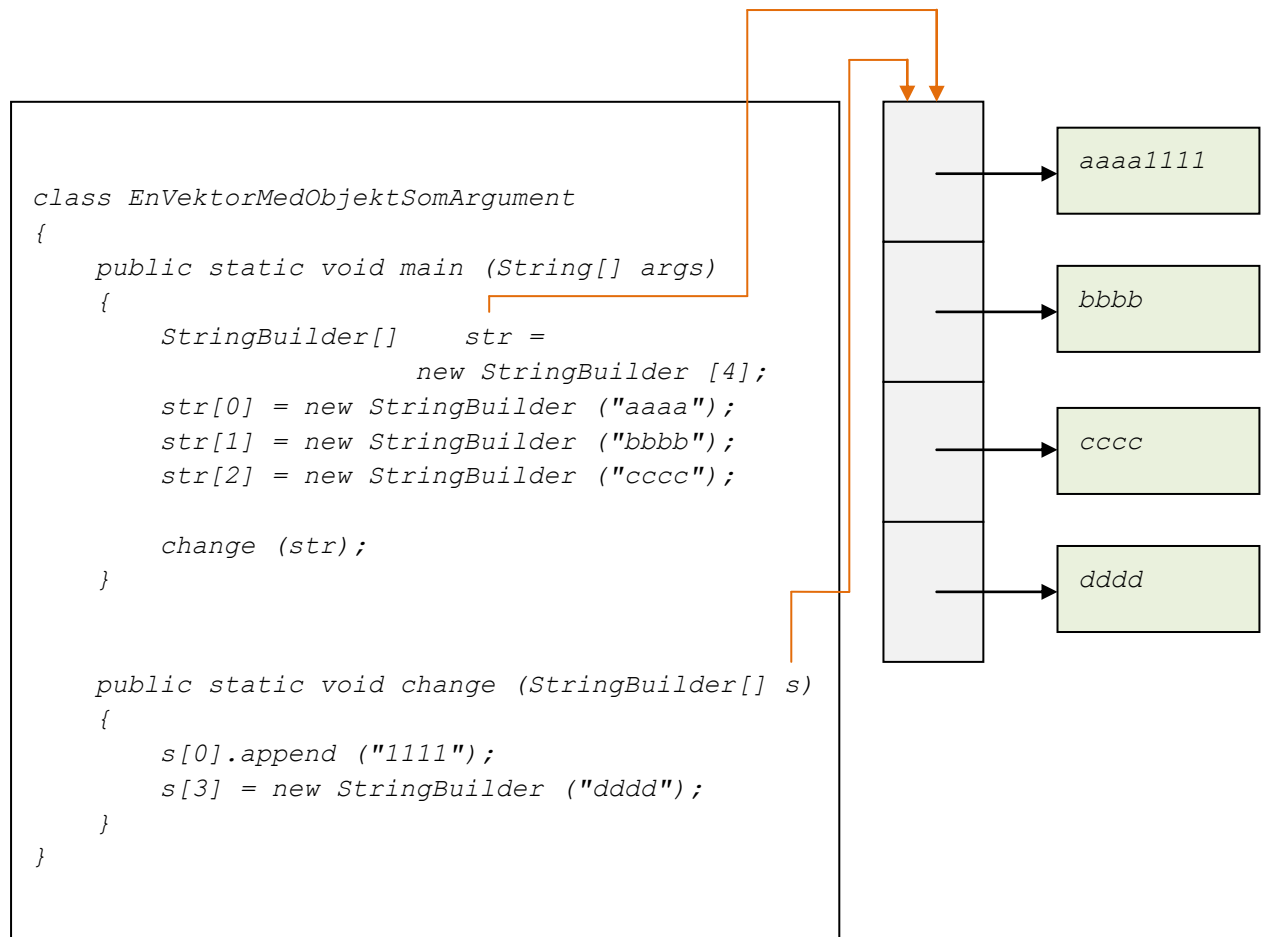 class EnVektorMedObjektSomArgument
{
    public static void main (String[] args)
    {
        StringBuilder[]    str =
                        new StringBuilder [4];
        str[0] = new StringBuilder ("aaaa");
        str[1] = new StringBuilder ("bbbb");
        str[2] = new StringBuilder ("cccc");

        change (str);
    }

    public static void change (StringBuilder[] s)
    {
        s[0].append ("1111");
        s[3] = new StringBuilder ("dddd");
    }
}
aaaa1111
bbbb
cccc
dddd